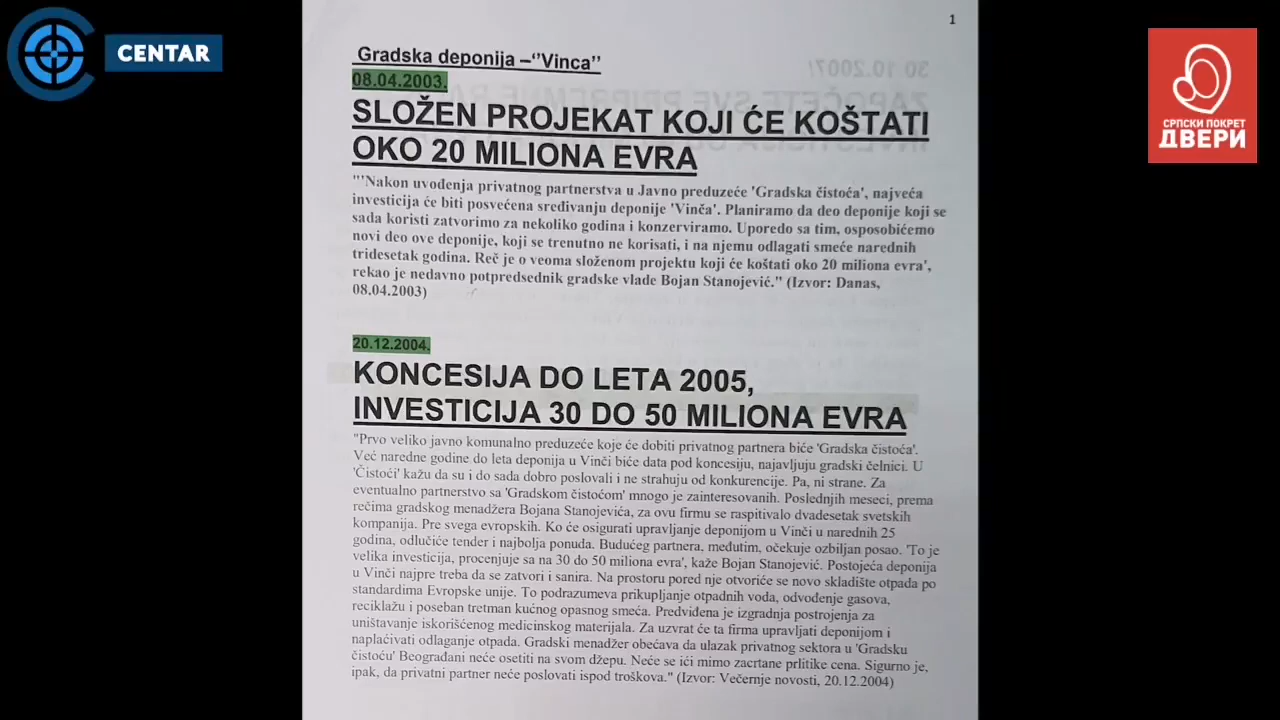 CENTAR
СРПСКИ ПОКРЕТ
ДВЕРИ
1
Gradska deponija –‘’Vinca’’
08.04.2003.
SLOŽEN PROJEKAT KOJI ĆE KOŠTATI
OKO 20 MILIONA EVRA
"'Nakon uvođenja privatnog partnerstva u Javno preduzeće 'Gradska čistoća', najveća
investicija će biti posvećena sređivanju deponije 'Vinča'. Planiramo da deo deponije koji se
sada koristi zatvorimo za nekoliko godina i konzerviramo. Uporedo sa tim, osposobićemo
novi deo ove deponije, koji se trenutno ne korisati, i na njemu odlagati smeće narednih
tridesetak godina. Reč je o veoma složenom projektu koji će koštati oko 20 miliona evra',
rekao je nedavno potpredsednik gradske vlade Bojan Stanojević." (Izvor: Danas,
08.04.2003)
20.12.2004.
KONCESIJA DO LETA 2005,
INVESTICIJA 30 DO 50 MILIONA EVRA
"Prvo veliko javno komunalno preduzeće koje će dobiti privatnog partnera biće 'Gradska čistoća'.
Već naredne godine do leta deponija u Vinči biće data pod koncesiju, najavljuju gradski čelnici. U
'Čistoći' kažu da su i do sada dobro poslovali i ne strahuju od konkurencije. Pa, ni strane. Za
eventualno partnerstvo sa 'Gradskom čistoćom' mnogo je zainteresovanih. Poslednjih meseci, prema
rečima gradskog menadžera Bojana Stanojevića, za ovu firmu se raspitivalo dvadesetak svetskih
kompanija. Pre svega evropskih. Ko će osigurati upravljanje deponijom u Vinči u narednih 25
godina, odlučiće tender i najbolja ponuda. Budućeg partnera, međutim, očekuje ozbiljan posao. 'To je
velika investicija, procenjuje sa na 30 do 50 miliona evra', kaže Bojan Stanojević. Postojeća deponija
u Vinči najpre treba da se zatvori i sanira. Na prostoru pored nje otvoriće se novo skladište otpada po
standardima Evropske unije. To podrazumeva prikupljanje otpadnih voda, odvođenje gasova,
reciklažu i poseban tretman kućnog opasnog smeća. Predviđena je izgradnja postrojenja za
uništavanje iskorišćenog medicinskog materijala. Za uzvrat će ta firma upravljati deponijom i
naplaćivati odlaganje otpada. Gradski menadžer obećava da ulazak privatnog sektora u 'Gradsku
čistoću' Beograđani neće osetiti na svom džepu. Neće se ići mimo zacrtane prlitike cena. Sigurno je,
ipak, da privatni partner neće poslovati ispod troškova." (Izvor: Večernje novosti, 20.12.2004)